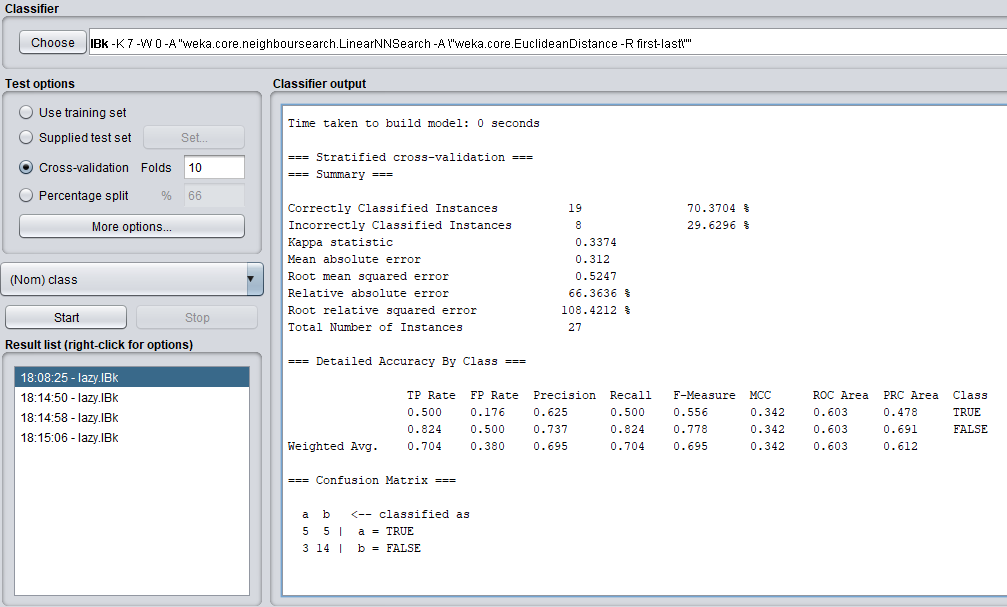 Classifier
Choose IBk -K 7 -W 0 -A "weka.core.neighboursearch.LinearNNSearch -A \"weka.core.EuclideanDistance -R first-last\""
Test options
Use training set
Supplied test set Set...
Cross-validation Folds 10
Percentage split % 66
More options...
(Nom) class
Start Stop
Result list (right-click for options)
18:08:25 - lazy.IBk
18:14:50 - lazy.IBk
18:14:58 - lazy.IBk
18:15:06 - lazy.IBk
Classifier output
Time taken to build model: 0 seconds
=== Stratified cross-validation ===
=== Summary ===
Correctly Classified Instances 19 70.3704 %
Incorrectly Classified Instances 8 29.6296 %
Kappa statistic 0.3374
Mean absolute error 0.312
Root mean squared error 0.5247
Relative absolute error 66.3636 %
Root relative squared error 108.4212 %
Total Number of Instances 27
=== Detailed Accuracy By Class ===
TP Rate FP Rate Precision Recall F-Measure MCC ROC Area PRC Area Class
0.500 0.176 0.625 0.500 0.556 0.342 0.603 0.478 TRUE
0.824 0.500 0.737 0.824 0.778 0.342 0.603 0.691 FALSE
Weighted Avg. 0.704 0.380 0.695 0.704 0.695 0.342 0.603 0.612
=== Confusion Matrix ===
a b <-- classified as
5 5 | a = TRUE
3 14 | b = FALSE